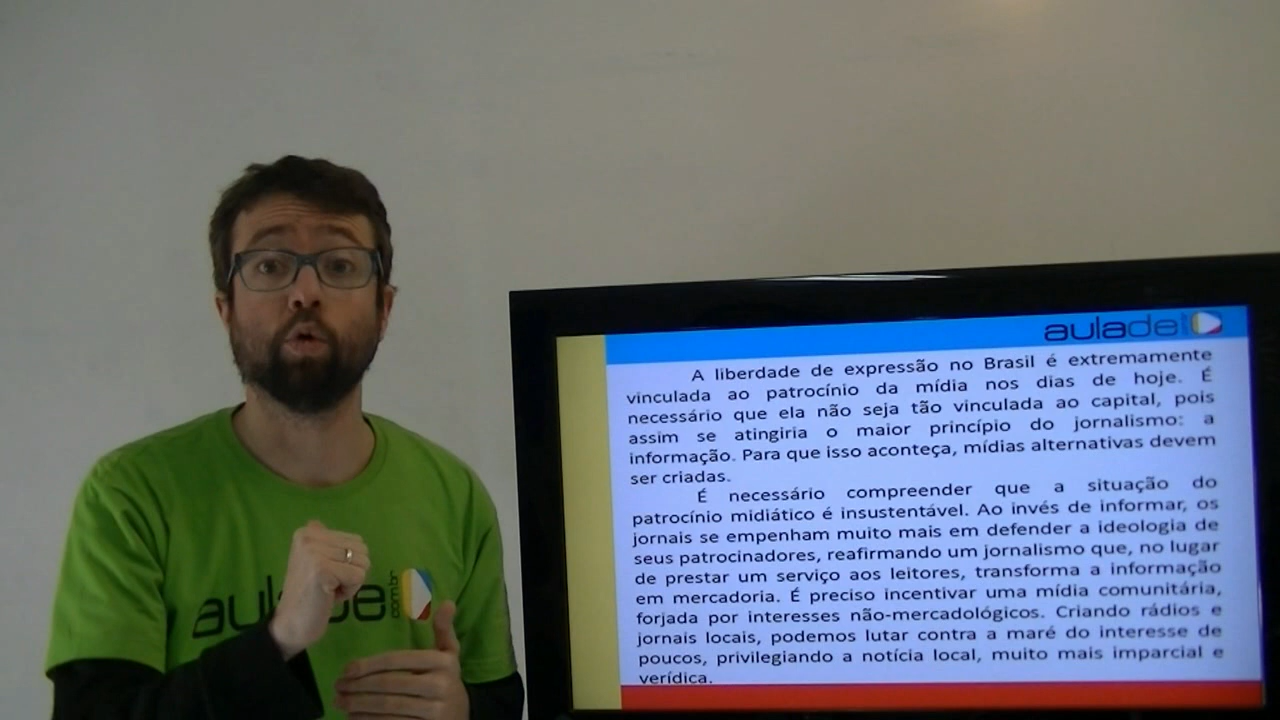 aulade
A liberdade de expressão no Brasil é extremamente
vinculada ao patrocínio da mídia nos dias de hoje. É
necessário que ela não seja tão vinculada ao capital, pois
assim se atingiria o maior princípio do jornalismo: a
informação. Para que isso aconteça, mídias alternativas devem
ser criadas.
É necessário compreender que a situação do
patrocínio midiático é insustentável. Ao invés de informar, os
jornais se empenham muito mais em defender a ideologia de
seus patrocinadores, reafirmando um jornalismo que, no lugar
de prestar um serviço aos leitores, transforma a informação
em mercadoria. É preciso incentivar uma mídia comunitária,
forjada por interesses não-mercadológicos. Criando rádios e
jornais locais, podemos lutar contra a maré do interesse de
poucos, privilegiando a notícia local, muito mais imparcial e
verídica.